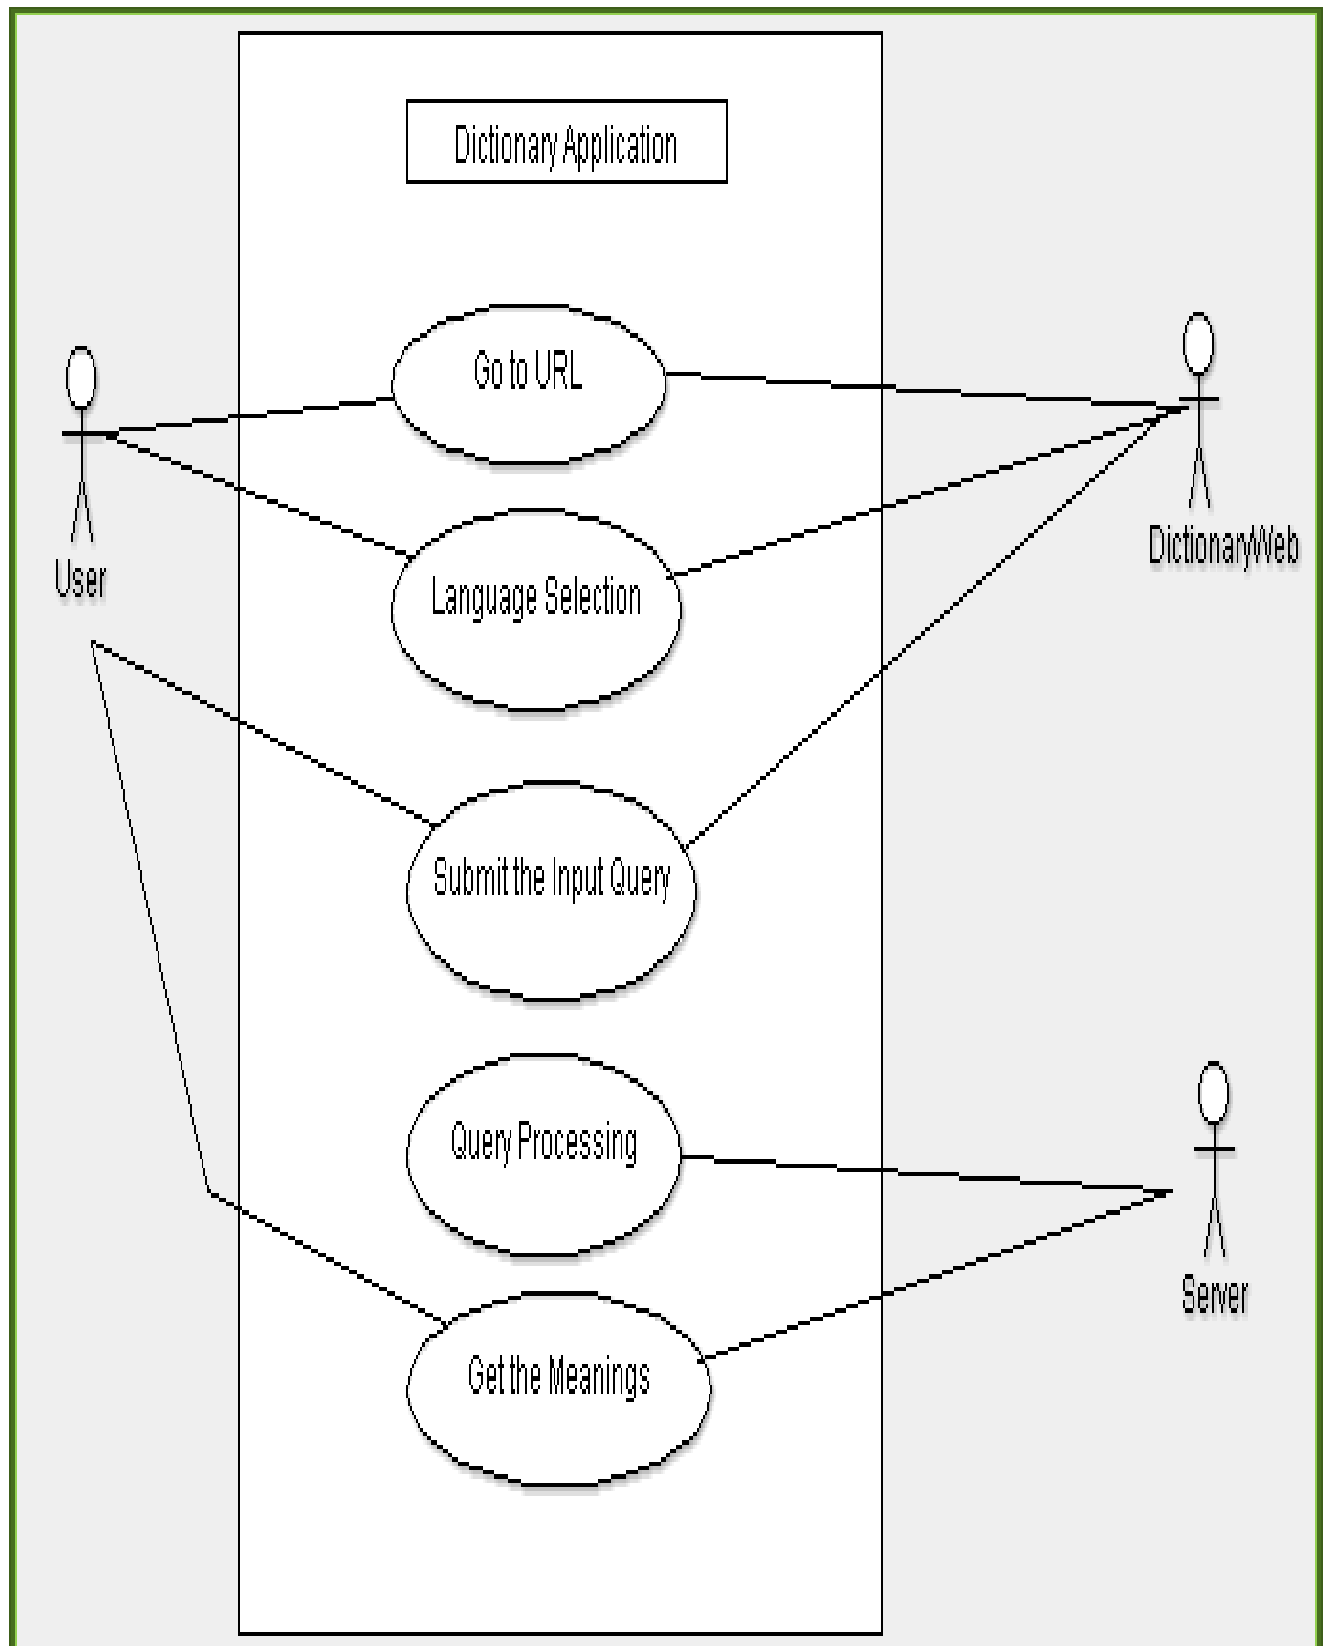 Dictionary Application
Go to URL
User
DictionaryWeb
Language Selection
Submit the Input Query
Query Processing
Server
Get the Meanings